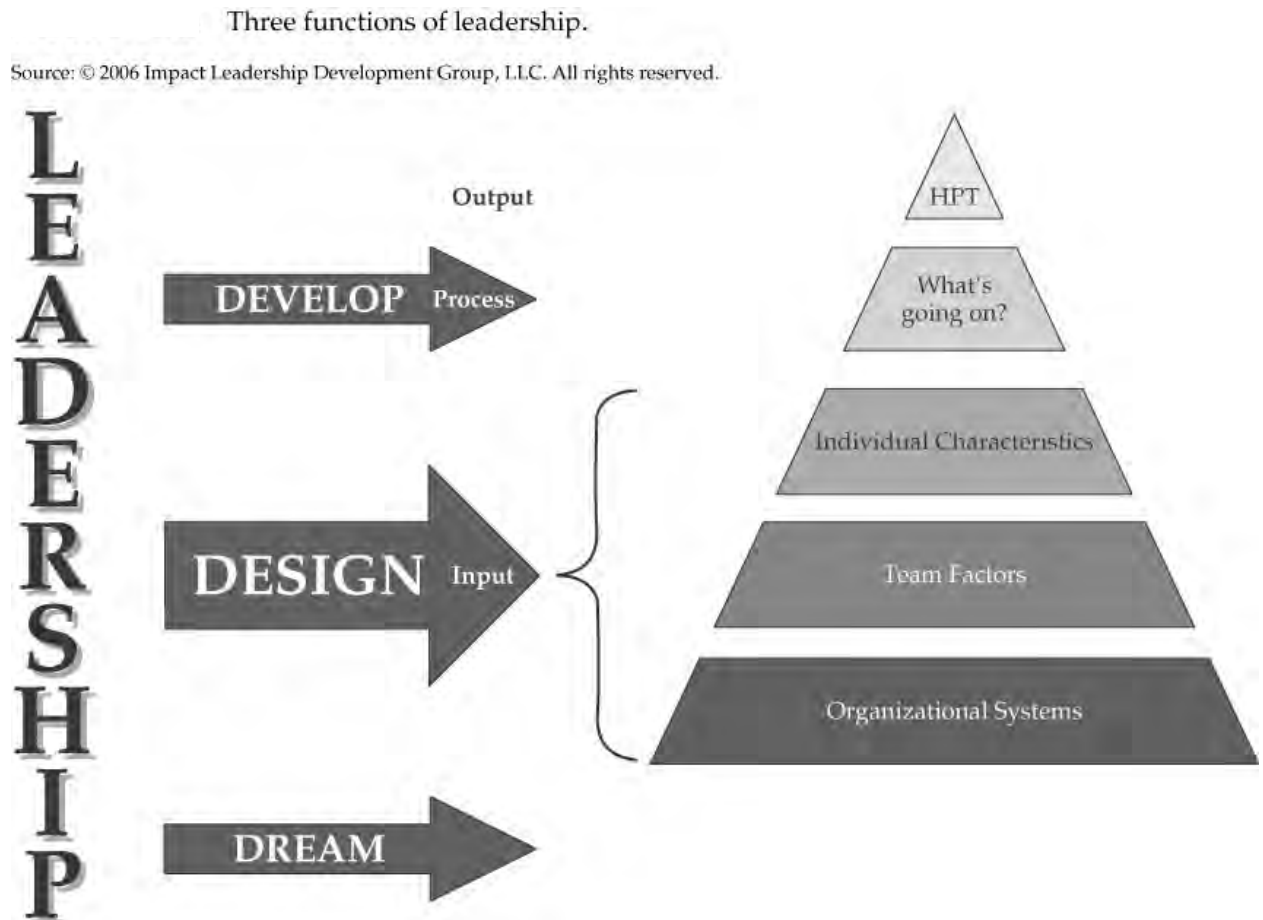 Three functions of leadership.
Source: © 2006 Impact Leadership Development Group, LLC. All rights reserved.
LEADERSHIP
Output
HPT
DEVELOP Process
What's
going on?
Individual Characteristics
DESIGN Input
Team Factors
Organizational Systems
DREAM